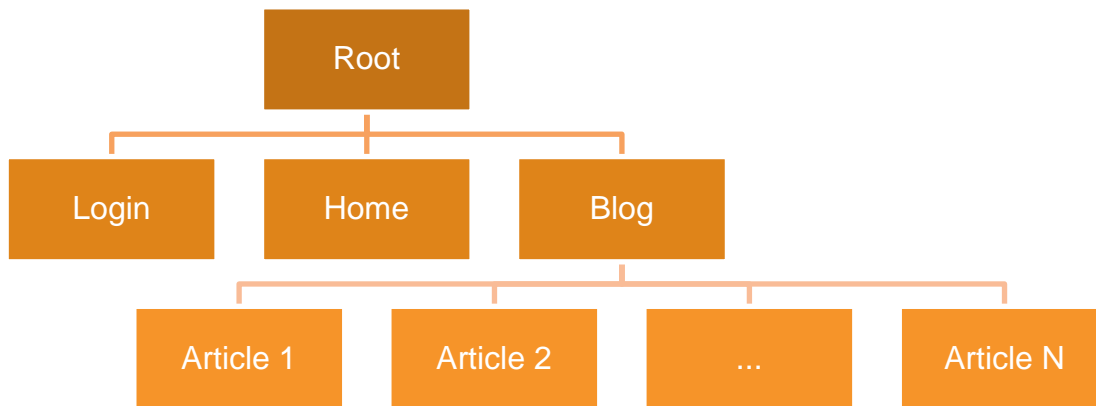 Root
Login
Home
Blog
Article 1
Article 2
...
Article N